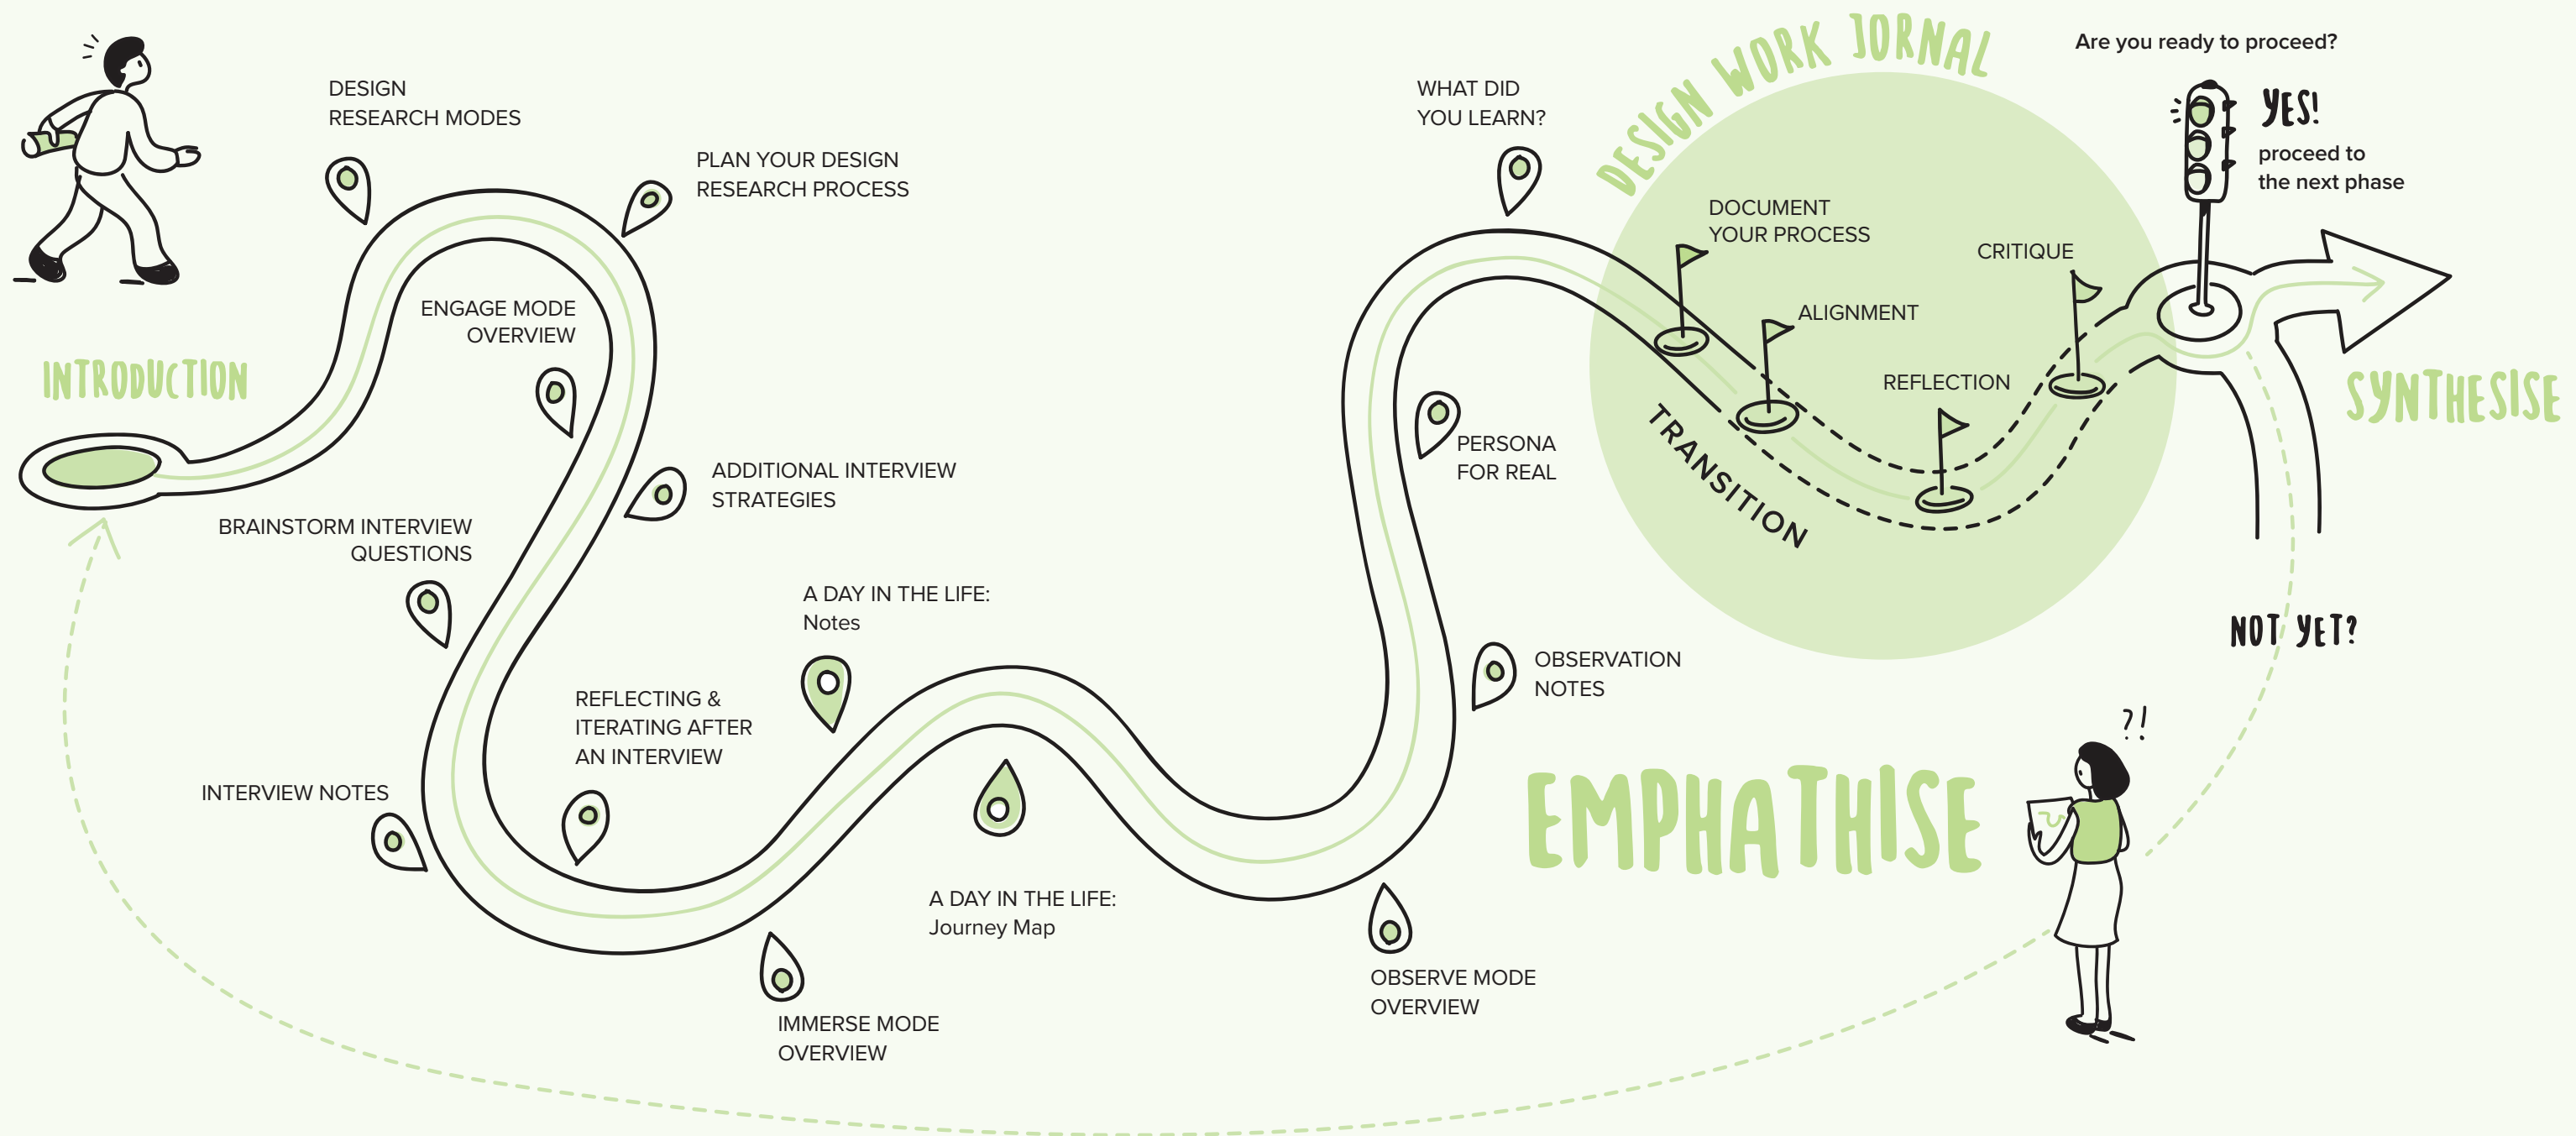 INTRODUCTION
DESIGN
RESEARCH MODES
PLAN YOUR DESIGN
RESEARCH PROCESS
ENGAGE MODE
OVERVIEW
ADDITIONAL INTERVIEW
STRATEGIES
BRAINSTORM INTERVIEW
QUESTIONS
INTERVIEW NOTES
REFLECTING &
ITERATING AFTER
AN INTERVIEW
IMMERSE MODE
OVERVIEW
A DAY IN THE LIFE:
Notes
A DAY IN THE LIFE:
Journey Map
OBSERVE MODE
OVERVIEW
OBSERVATION
NOTES
PERSONA
FOR REAL
WHAT DID
YOU LEARN?
DESIGN WORK JORNAL
DOCUMENT
YOUR PROCESS
ALIGNMENT
REFLECTION
CRITIQUE
TRANSITION
Are you ready to proceed?
YES!
proceed to
the next phase
SYNTHESISE
NOT YET?
?!
EMPHATHISE